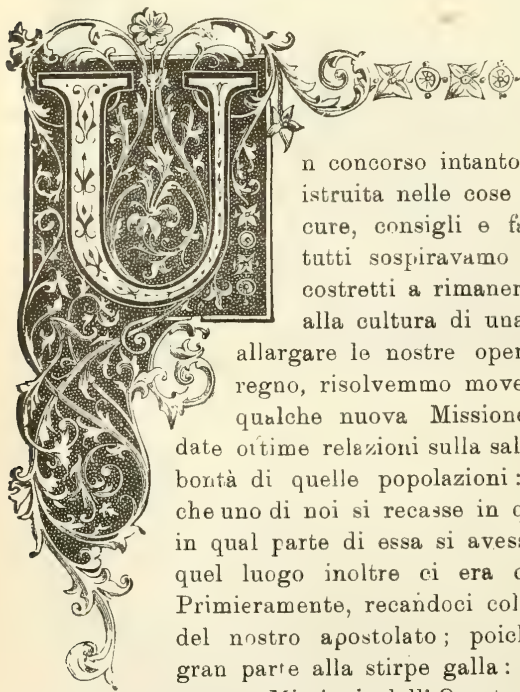 Un concorso intanto
istruita nelle cose
cure, consigli e fa
tutti sospiravamo
costretti a rimaner
alla cultura di una
allargare le nostre oper
regno, risolvemmo move
qualche nuova Missione
date ottime relazioni sulla sal
bontà di quelle popolazioni:
che uno di noi si recasse in
in qual parte di essa si avess
quel luogo inoltre ci era
Primieramente, recandoci col
del nostro apostolato; poich
gran parte alla stirpe galla: